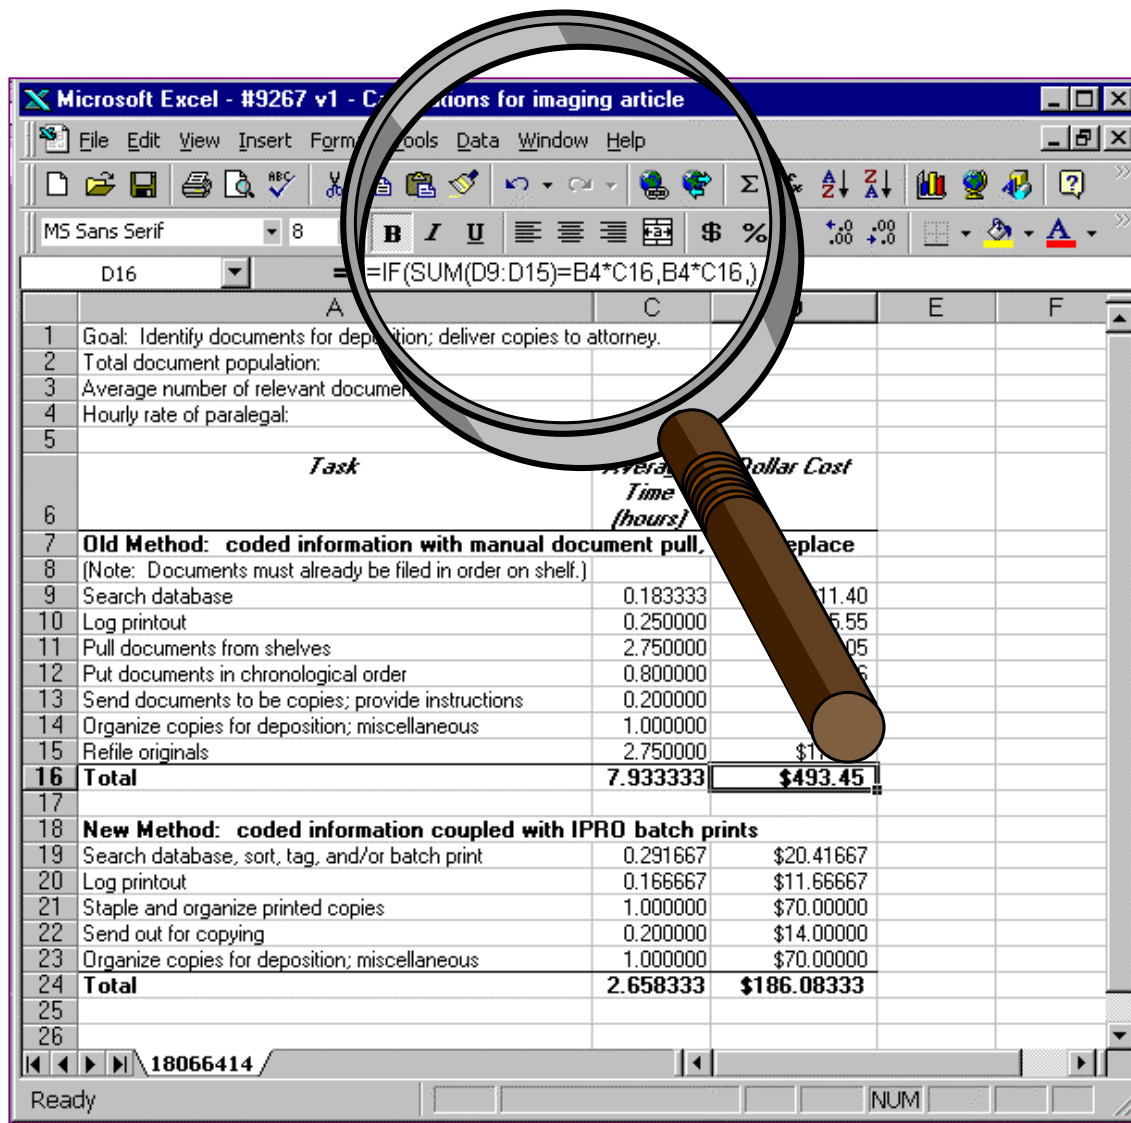 Microsoft Excel - #9267 v1 - Ca tions for imaging article
File Edit View Insert Form ools Data Window Help
ABC
MS Sans Serif 8 B I U a $ %
D16 = =IF(SUM(D9:D15)=B4*C16,B4*C16,)
A C D E F
1 Goal: Identify documents for dep tion; deliver copies to attorney.
2 Total document population:
3 Average number of relevant documen
4 Hourly rate of paralegal:
5
6 Task Average Time (hours) Dollar Cost
7 Old Method: coded information with manual document pull, eplace
8 (Note: Documents must already be filed in order on shelf.)
9 Search database 0.183333 11.40
10 Log printout 0.250000 5.55
11 Pull documents from shelves 2.750000 05
12 Put documents in chronological order 0.800000
13 Send documents to be copies; provide instructions 0.200000
14 Organize copies for deposition; miscellaneous 1.000000
15 Refile originals 2.750000 $1
16 Total 7.933333 $493.45
17
18 New Method: coded information coupled with IPRO batch prints
19 Search database, sort, tag, and/or batch print 0.291667 $20.41667
20 Log printout 0.166667 $11.66667
21 Staple and organize printed copies 1.000000 $70.00000
22 Send out for copying 0.200000 $14.00000
23 Organize copies for deposition; miscellaneous 1.000000 $70.00000
24 Total 2.658333 $186.08333
25
26
18066414
Ready NUM